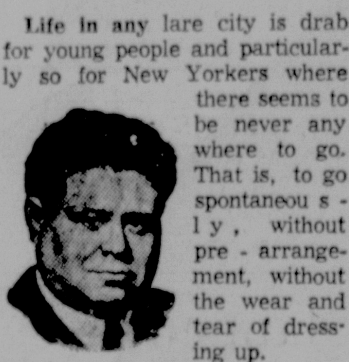 Life in any lare city is drab
for young people and particular-
ly so for New Yorkers where
there seems to
be never any
where to go.
That is, to go
spontaneou s -
l y , without
pre - arrange-
ment, without
the wear and
tear of dress-
ing up.